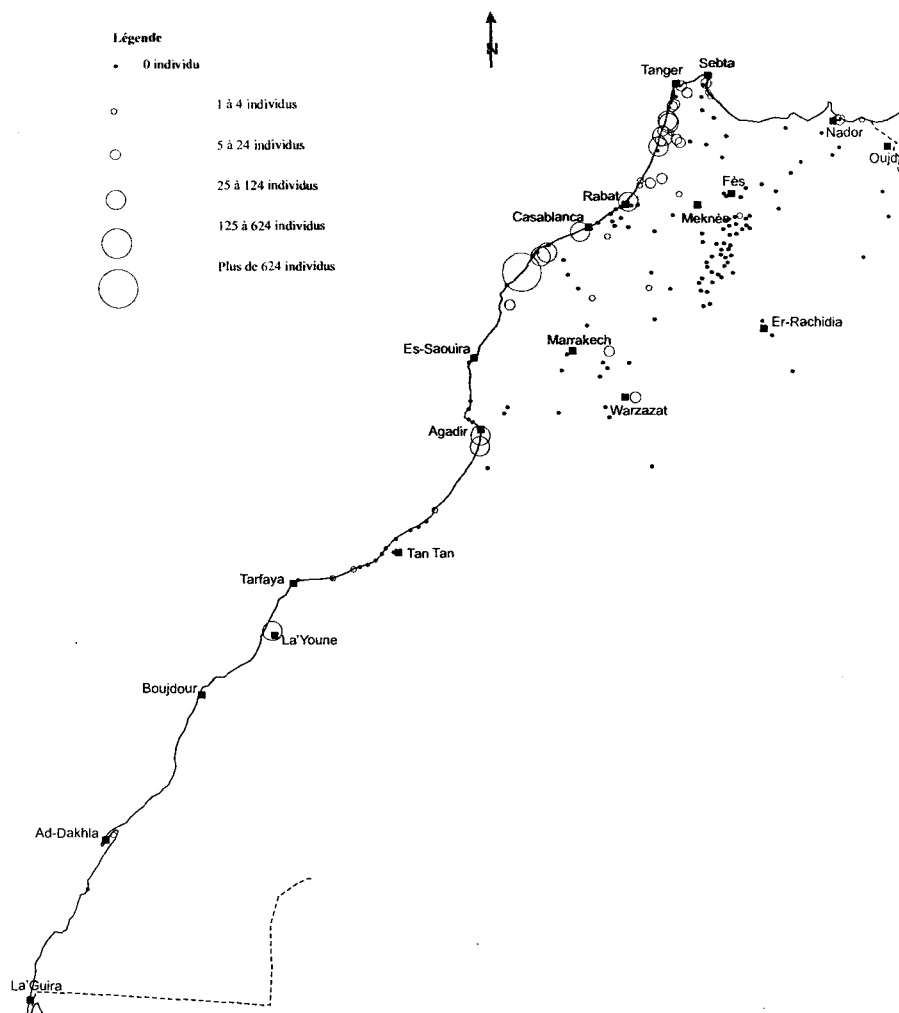 Légende
0 individu
1 à 4 individus
5 à 24 individus
25 à 124 individus
125 à 624 individus
Plus de 624 individus
N
Sebta
Tanger
Nador
Oujd
Fès
Rabat
Meknès
Casablanca
Er-Rachidia
Marrakech
Es-Saouira
Warzazat
Agadir
Tan Tan
Tarfaya
La'Youne
Boujdour
Ad-Dakhla
La'Guira